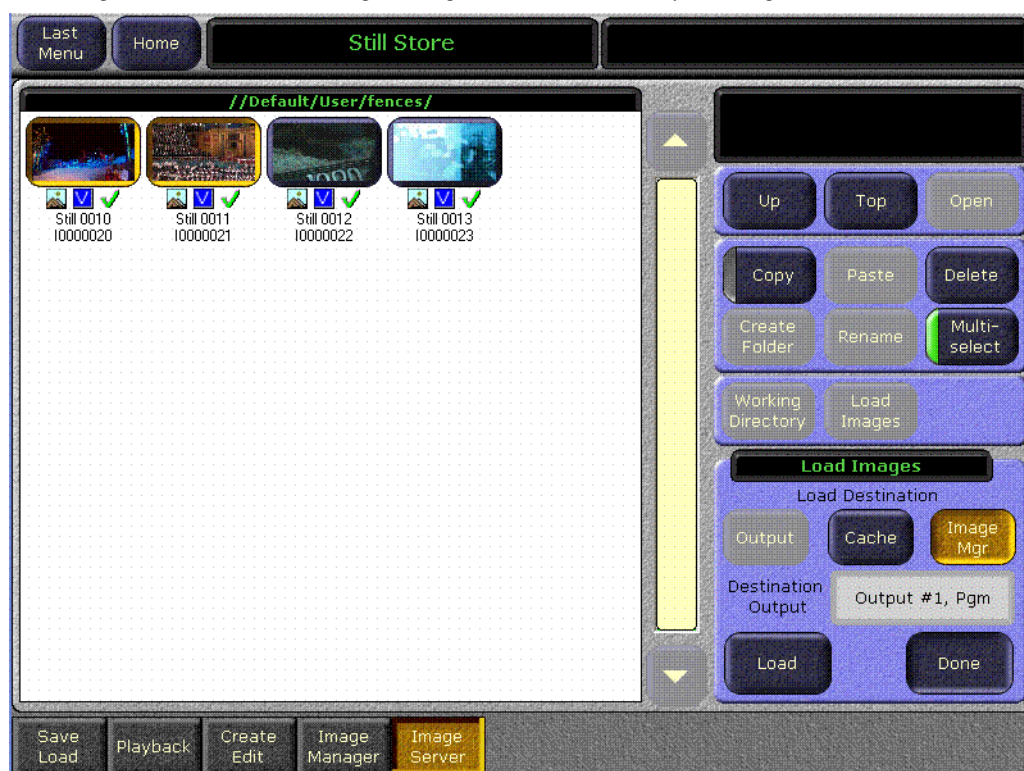 Last Menu
Home
Still Store
//Default/User/fences/
Still 0010
I0000020
Still 0011
I0000021
Still 0012
I0000022
Still 0013
I0000023
Up
Top
Open
Copy
Paste
Delete
Create Folder
Rename
Multi-select
Working Directory
Load Images
Load Images
Load Destination
Output
Cache
Image Mgr
Destination Output
Output #1, Pgm
Load
Done
Save Load
Playback
Create Edit
Image Manager
Image Server